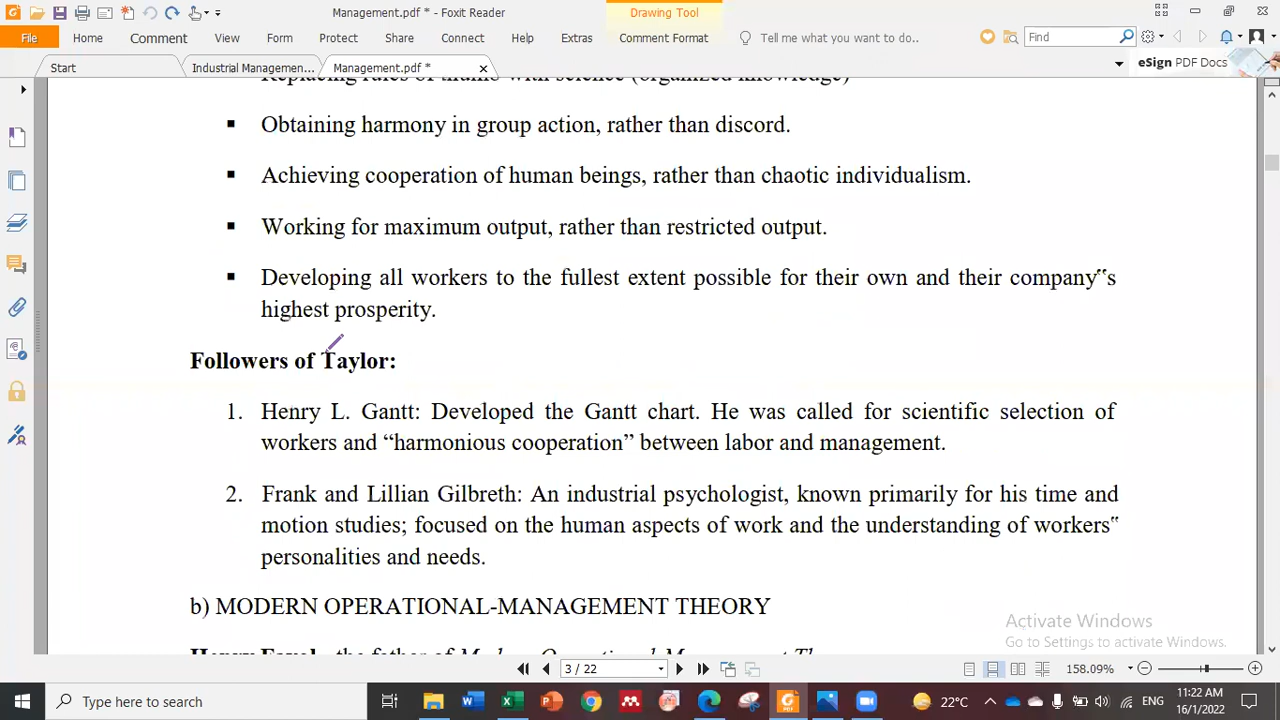 Management.pdf * - Foxit Reader
Drawing Tool
File Home Comment View Form Protect Share Connect Help Extras Comment Format Tell me what you want to do.. Find
Start Industrial Managemen... Management.pdf * eSign PDF Docs
Replacing rules of thumb with science (organized knowledge)
▪ Obtaining harmony in group action, rather than discord.
▪ Achieving cooperation of human beings, rather than chaotic individualism.
▪ Working for maximum output, rather than restricted output.
▪ Developing all workers to the fullest extent possible for their own and their company‟s
highest prosperity.
Followers of Taylor:
1. Henry L. Gantt: Developed the Gantt chart. He was called for scientific selection of
workers and “harmonious cooperation” between labor and management.
2. Frank and Lillian Gilbreth: An industrial psychologist, known primarily for his time and
motion studies; focused on the human aspects of work and the understanding of workers‟
personalities and needs.
b) MODERN OPERATIONAL-MANAGEMENT THEORY
Activate Windows
Go to Settings to activate Windows.
3 / 22
158.09%
Type here to search
22°C
ENG
11:22 AM
16/1/2022